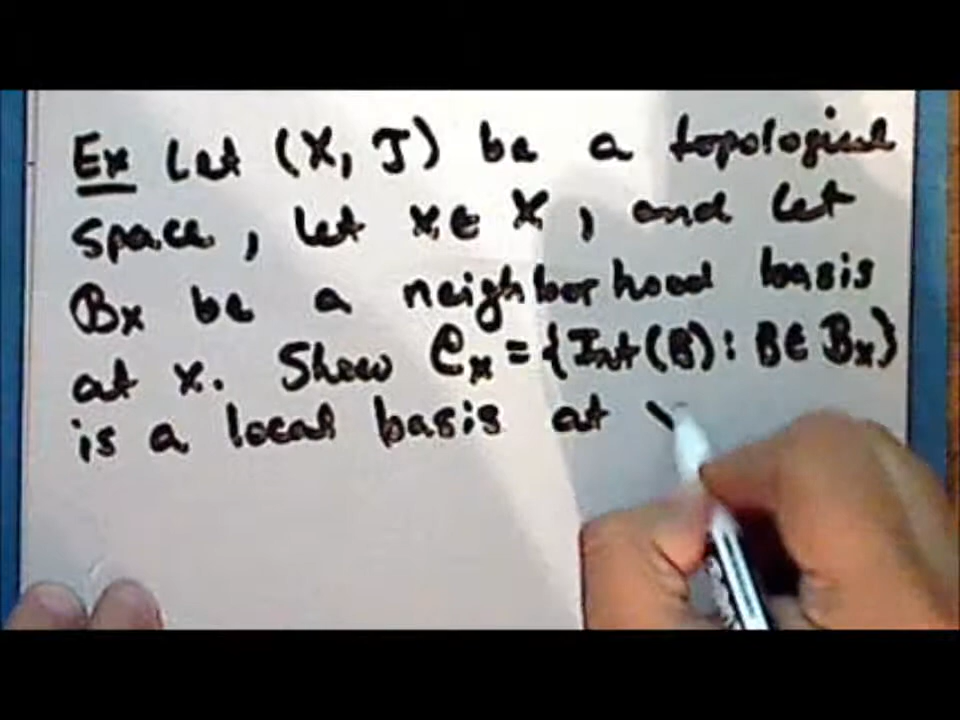 Ex Let (X, J) be a topological
space, let x ∈ X, and let
Bx be a neighborhood basis
at x. Show Cx = {Int(B) : B ∈ Bx}
is a local basis at